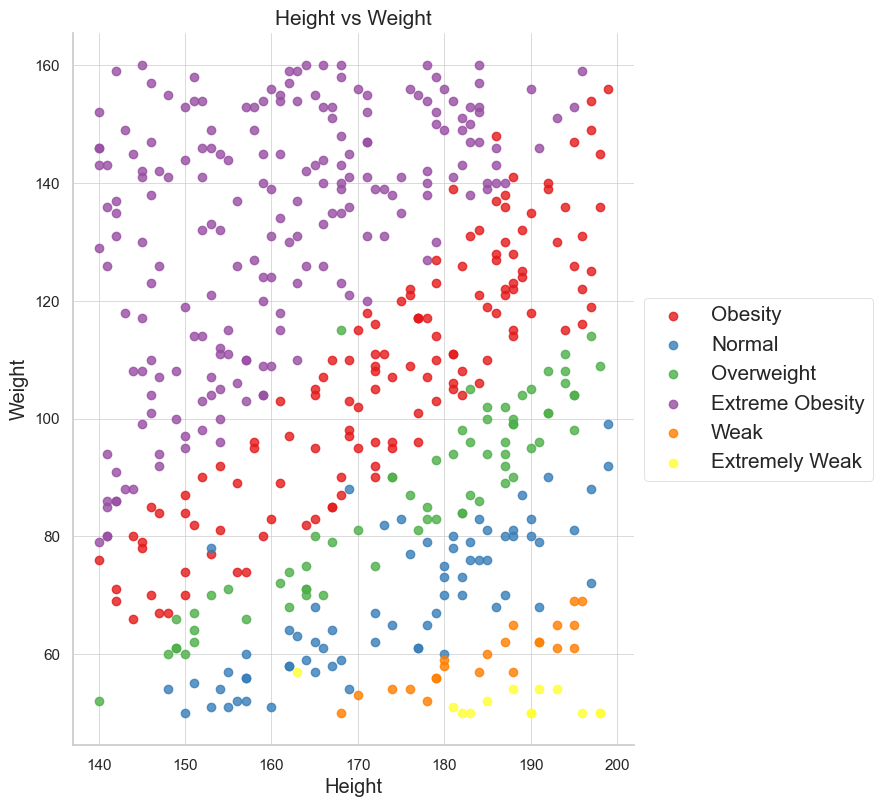 Height vs Weight
160
140
120
100
80
60
Weight
140
150
160
170
180
190
200
Height
Obesity
Normal
Overweight
Extreme Obesity
Weak
Extremely Weak